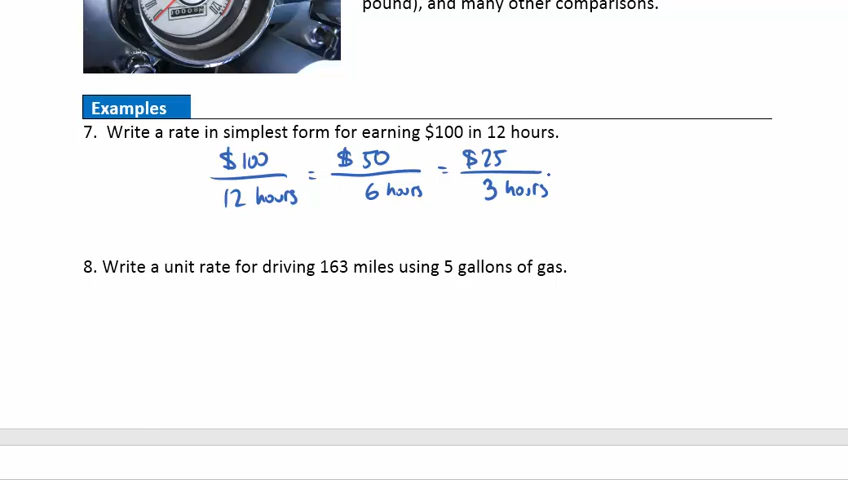 pound), and many other comparisons.
Examples
7. Write a rate in simplest form for earning $100 in 12 hours.
$100 / 12 hours = $50 / 6 hours = $25 / 3 hours.
8. Write a unit rate for driving 163 miles using 5 gallons of gas.